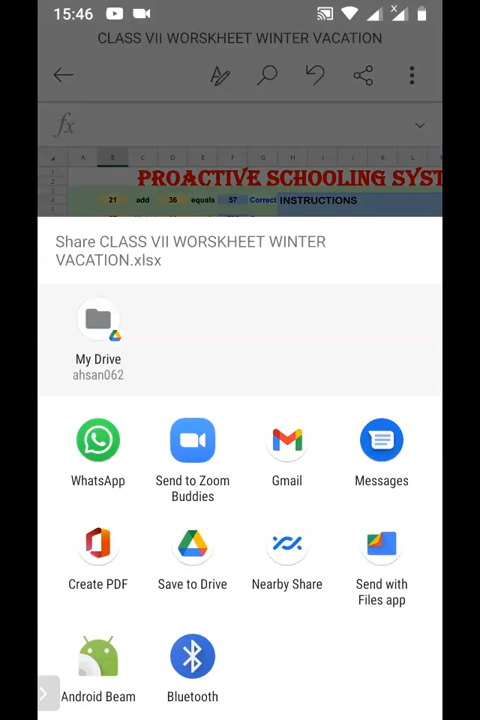 15:46
CLASS VII WORSKHEET WINTER VACATION
fx
A B C D E F G H I J K L
PROACTIVE SCHOOLING SYST
21 add 36 equals 57 Correct INSTRUCTIONS
Share CLASS VII WORSKHEET WINTER
VACATION.xlsx
My Drive
ahsan062
WhatsApp
Send to Zoom
Buddies
Gmail
Messages
Create PDF
Save to Drive
Nearby Share
Send with
Files app
Android Beam
Bluetooth